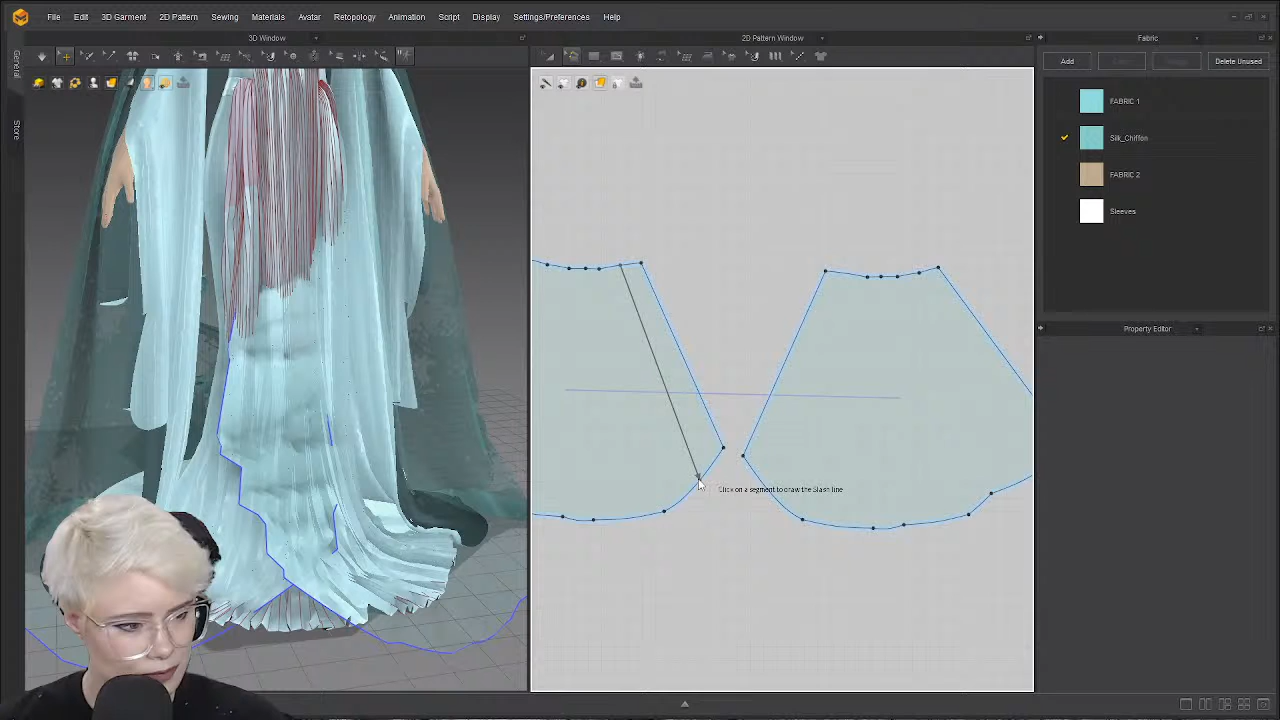 File Edit 3D Garment 2D Pattern Sewing Materials Avatar Retopology Animation Script Display Settings/Preferences Help
3D Window
2D Pattern Window
Fabric
General
Store
Add
Delete Unused
FABRIC 1
Silk_Chiffon
FABRIC 2
Sleeves
Property Editor
Click on a segment to draw the Slash line